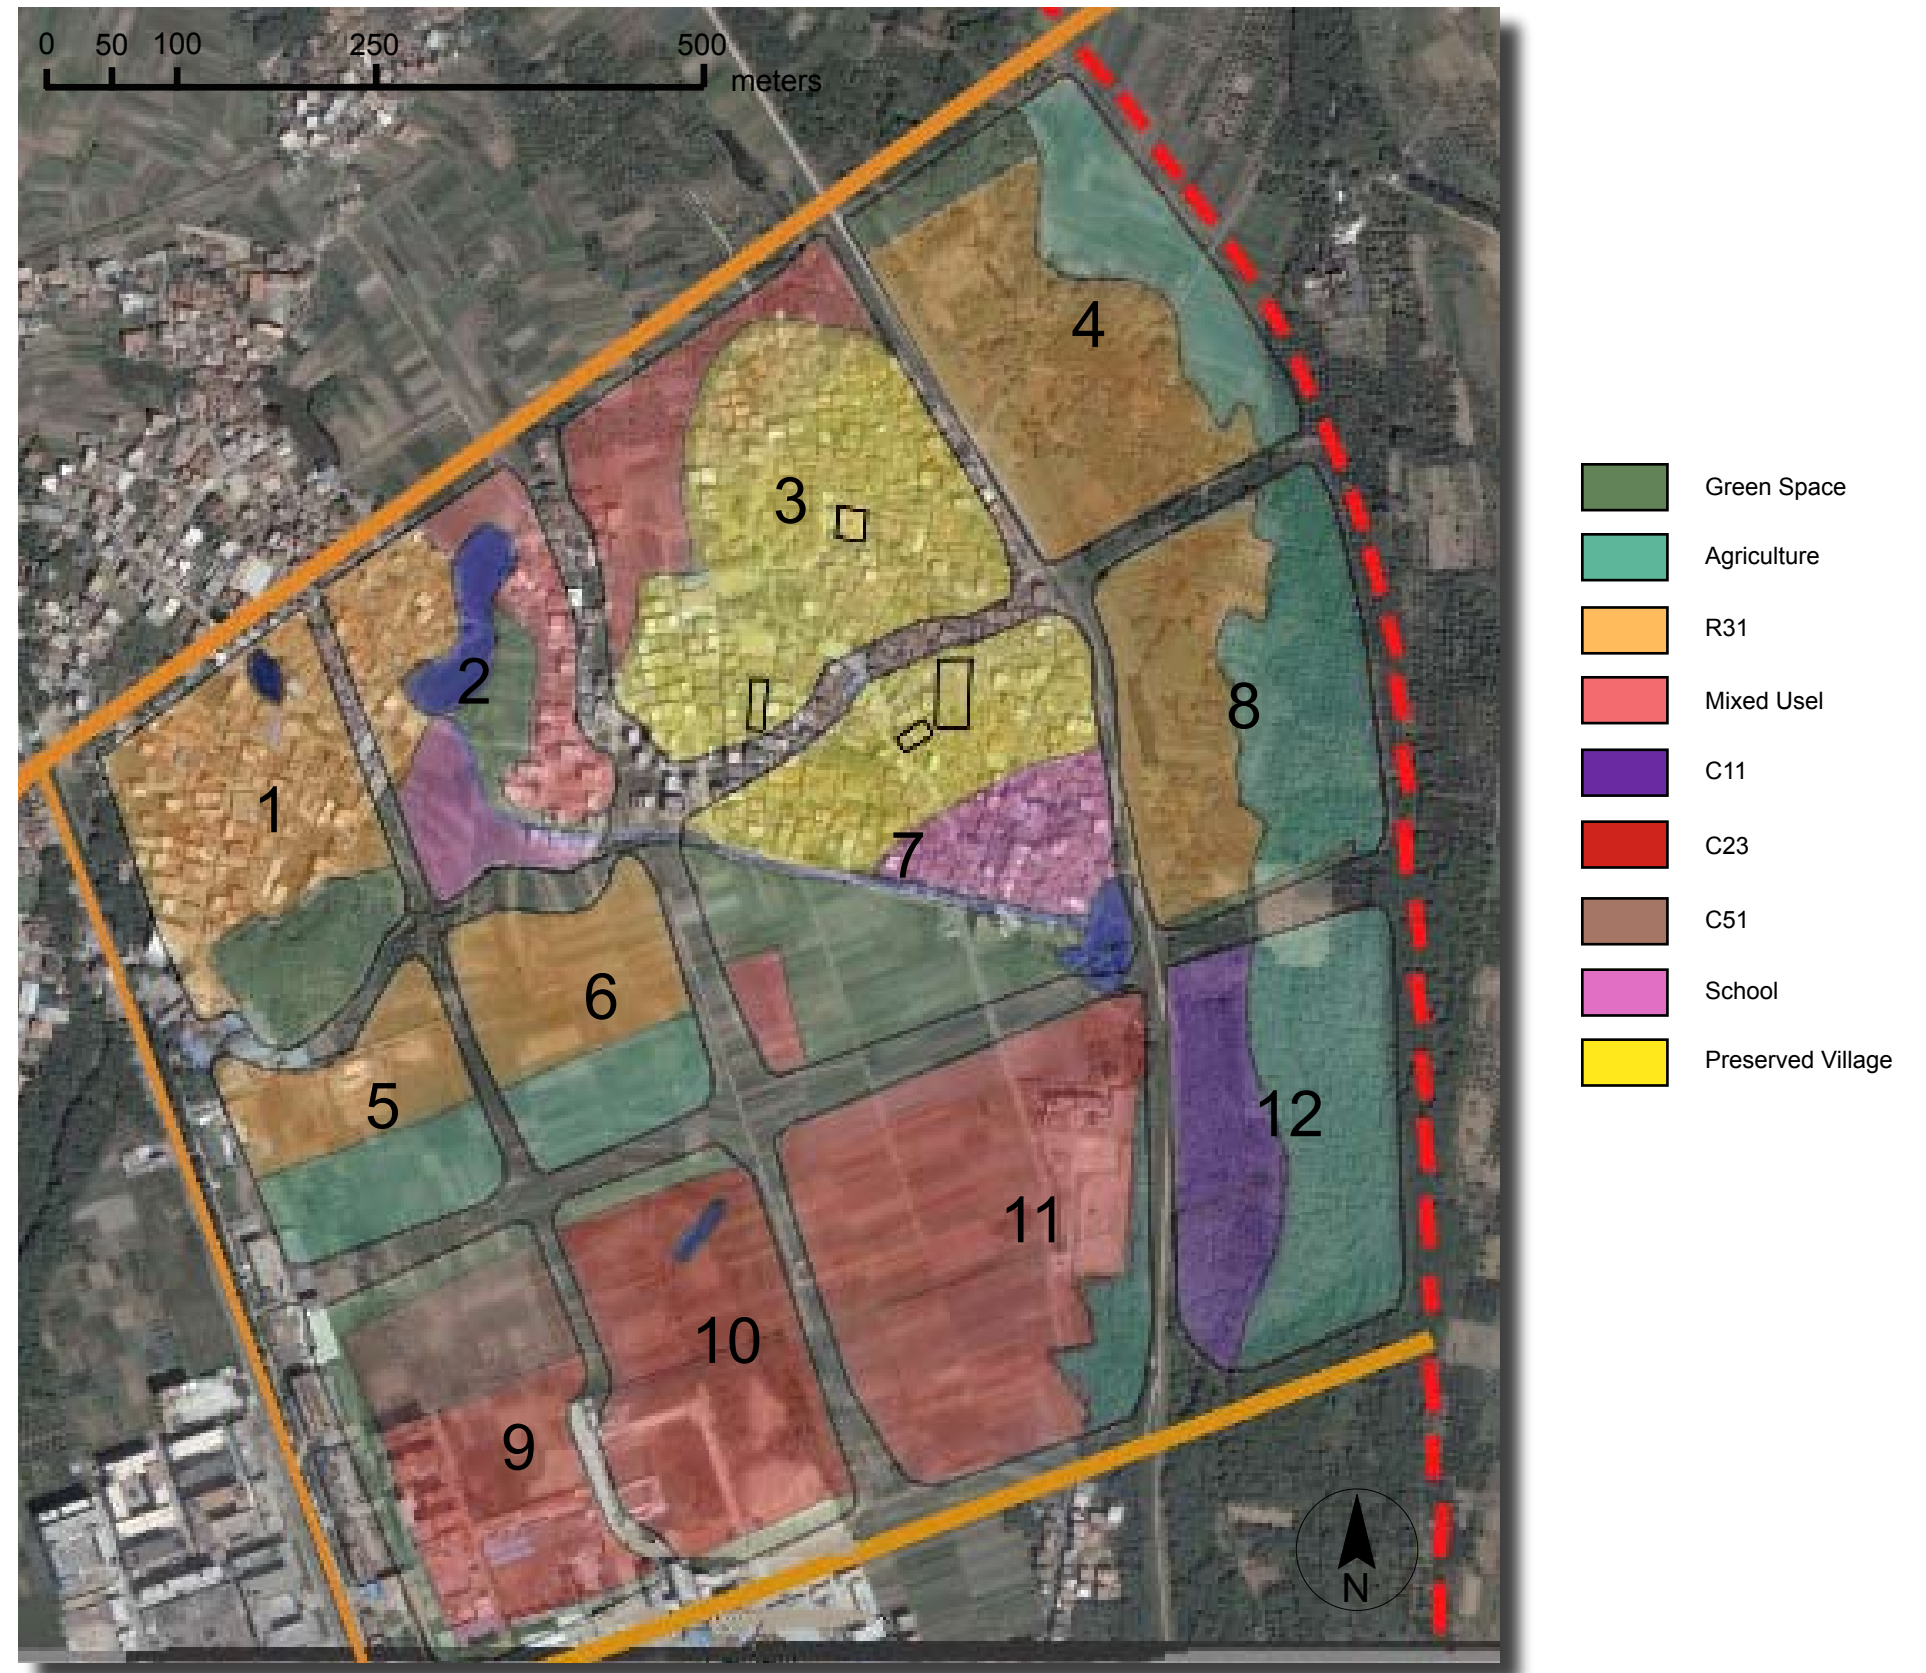 0 50 100 250 500
meters
4
3
2
8
1
7
6
5
12
11
10
9
N
Green Space
Agriculture
R31
Mixed Usel
C11
C23
C51
School
Preserved Village